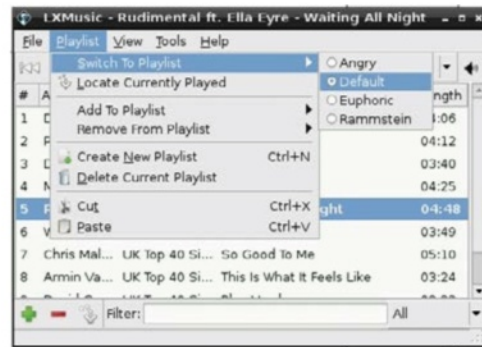 LXMusic - Rudimental ft. Ella Eyre - Waiting All Night
File Playlist View Tools Help
Switch To Playlist
Angry
Locate Currently Played
Default
Euphoric
Add To Playlist
Rammstein
Remove From Playlist
Create New Playlist Ctrl+N
Delete Current Playlist
Cut Ctrl+X
Paste Ctrl+V
# A ngth
1 :06
2 04:12
3 03:40
4 04:25
5 ght 04:48
6 03:49
7 Chris Mal... UK Top 40 Si... So Good To Me 05:10
8 Armin Va... UK Top 40 Si... This Is What It Feels Like 03:24
Filter: All